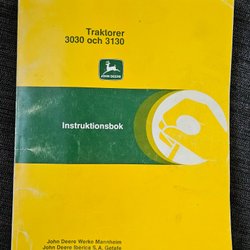 Traktorer
3030 och 3130
JOHN DEERE
Instruktionsbok
John Deere Werke Mannheim
John Deere Ibérica S. A. Getafe